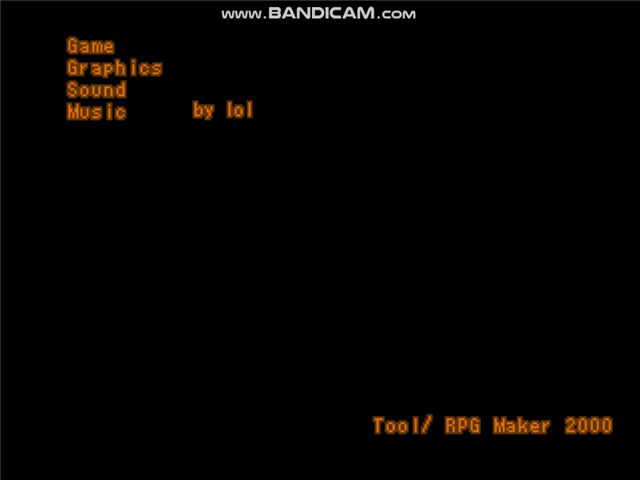 www.BANDICAM.com
Game
Graphics
Sound
Music by lol
Tool/ RPG Maker 2000